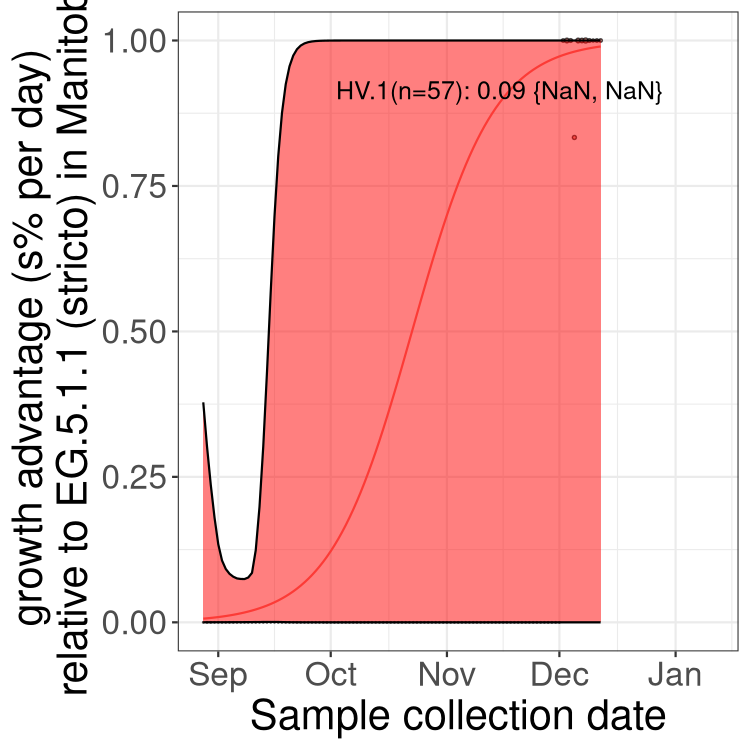 growth advantage (s% per day)
relative to EG.5.1.1 (stricto) in Manitob
1.00
0.75
0.50
0.25
0.00
HV.1(n=57): 0.09 {NaN, NaN}
Sep Oct Nov Dec Jan
Sample collection date